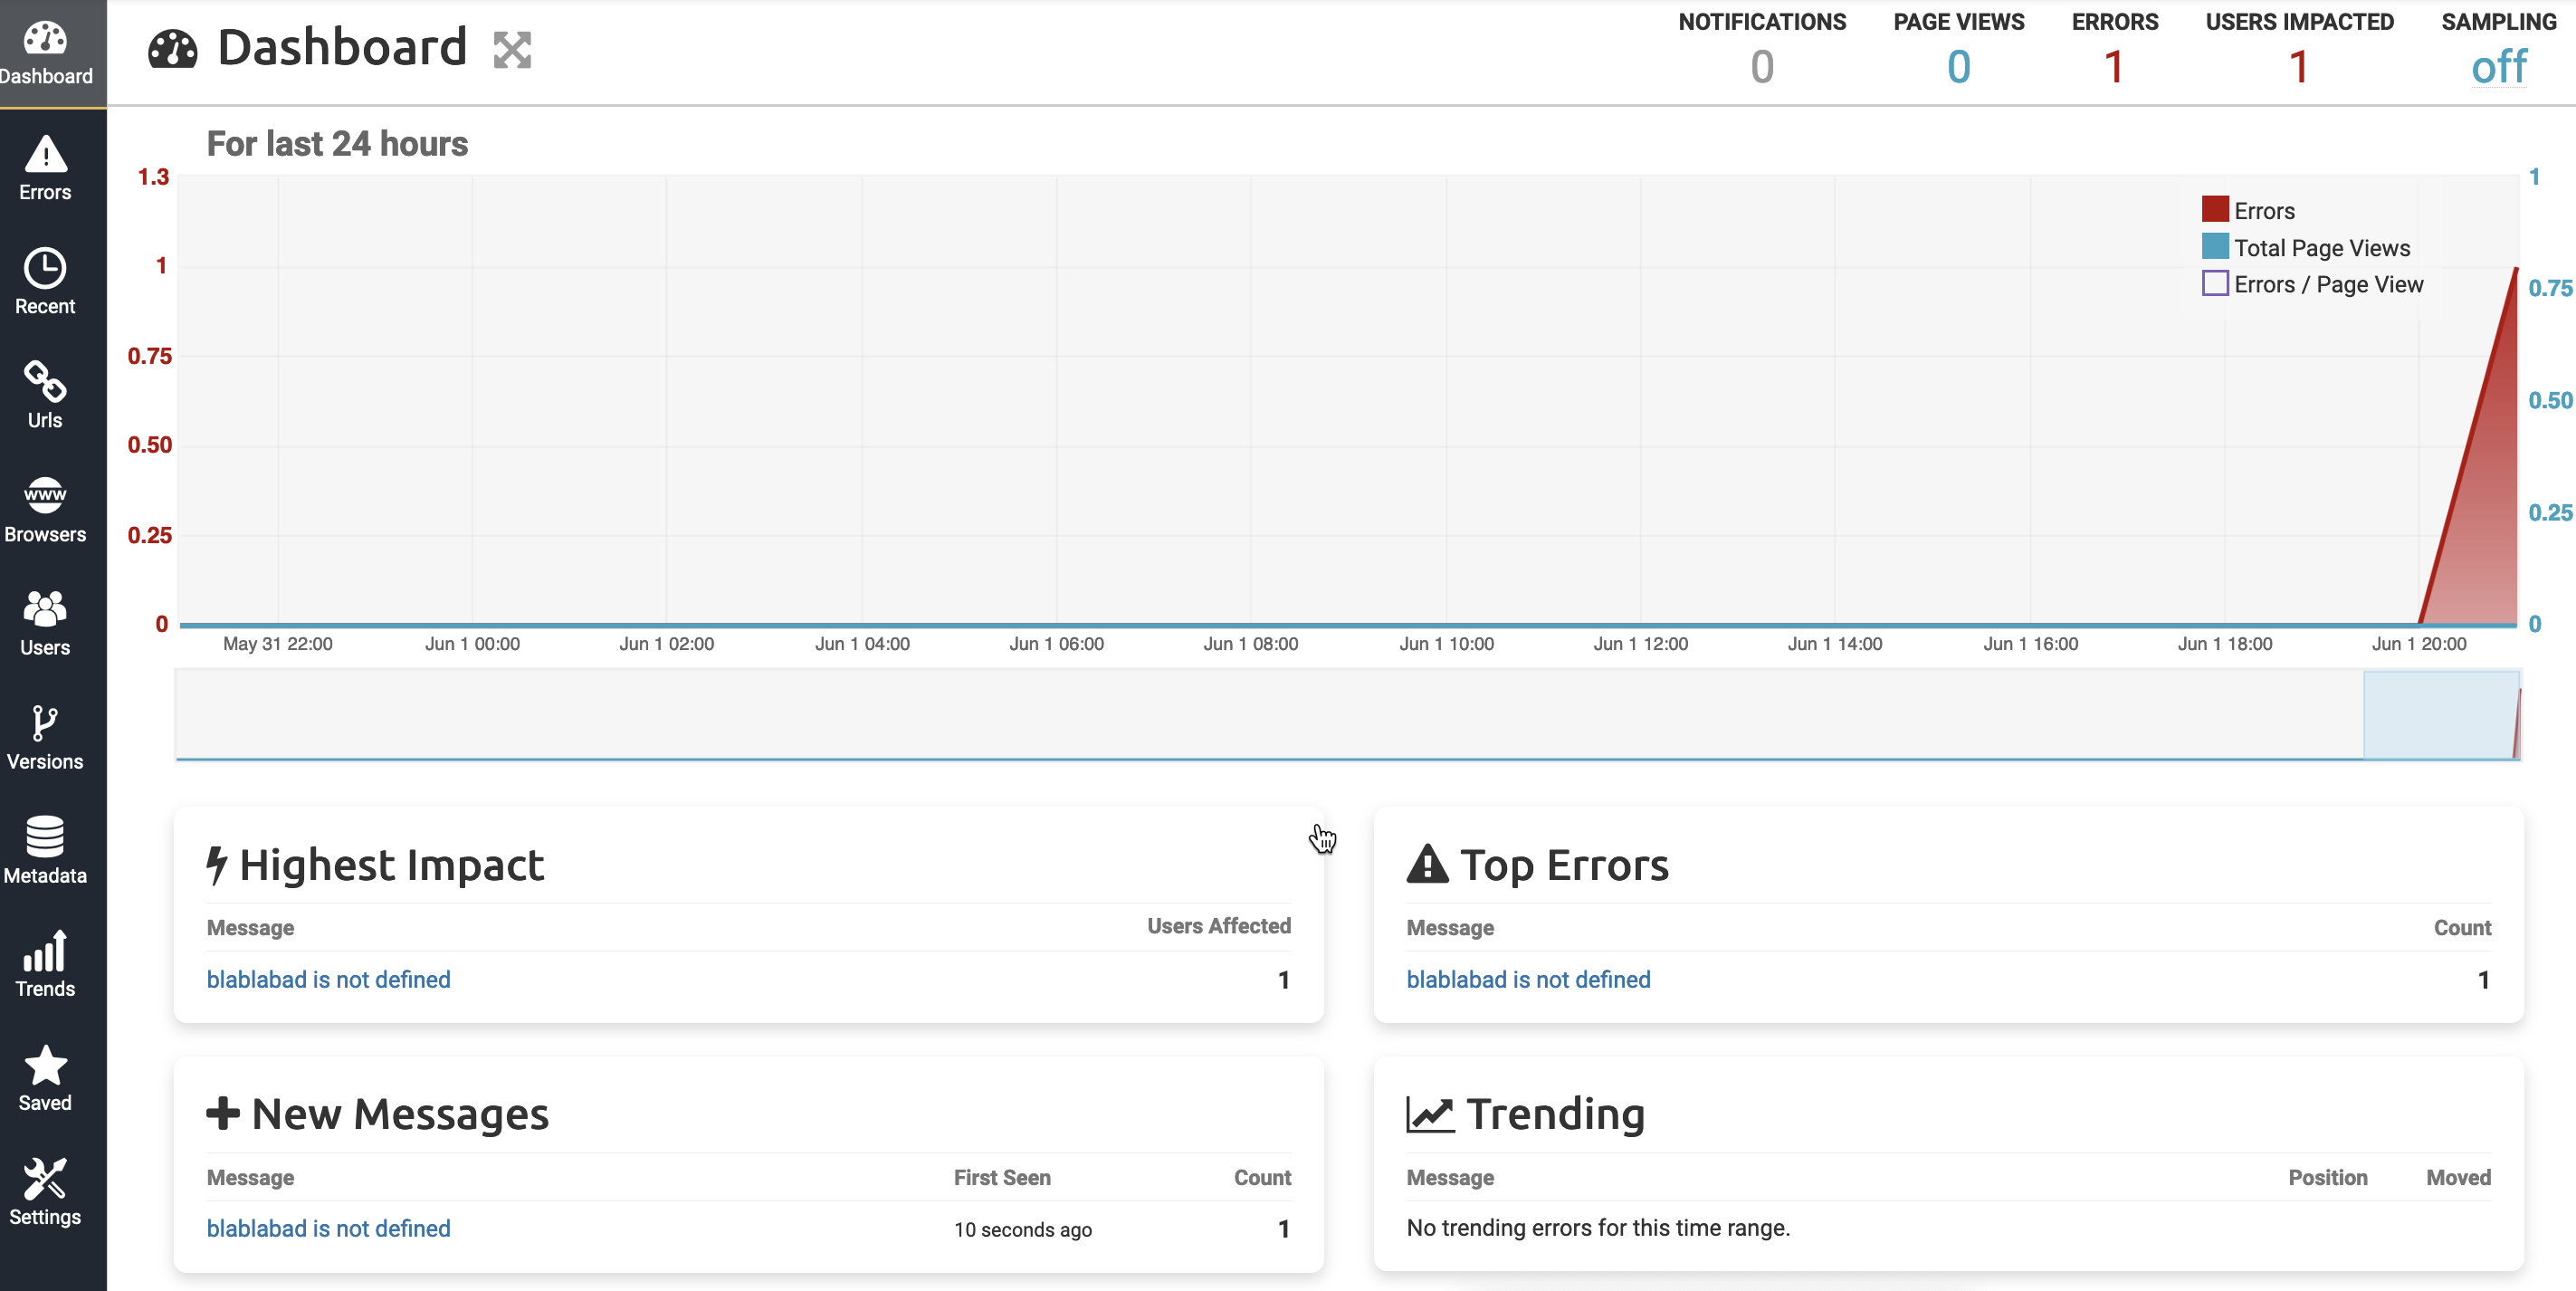 Dashboard
Errors
Recent
Urls
www
Browsers
Users
Versions
Metadata
Trends
Saved
Settings
Dashboard
NOTIFICATIONS PAGE VIEWS ERRORS USERS IMPACTED SAMPLING
0 0 1 1 off
For last 24 hours
1.3
1
0.75
0.50
0.25
0
1
0.75
0.50
0.25
0
Errors
Total Page Views
Errors / Page View
May 31 22:00 Jun 1 00:00 Jun 1 02:00 Jun 1 04:00 Jun 1 06:00 Jun 1 08:00 Jun 1 10:00 Jun 1 12:00 Jun 1 14:00 Jun 1 16:00 Jun 1 18:00 Jun 1 20:00
Highest Impact
Message Users Affected
blablabad is not defined 1
Top Errors
Message Count
blablabad is not defined 1
New Messages
Message First Seen Count
blablabad is not defined 10 seconds ago 1
Trending
Message Position Moved
No trending errors for this time range.